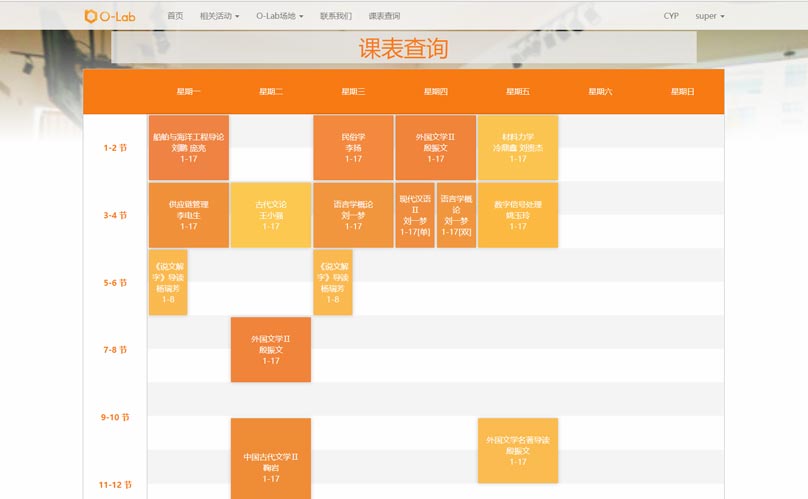 O-Lab 首页 相关活动 O-Lab场地 联系我们 课表查询 CYP super
课表查询
星期一 星期二 星期三 星期四 星期五 星期六 星期日
1-2 节
船舶与海洋工程导论
刘鹏 庞亮
1-17
民俗学
李扬
1-17
外国文学Ⅱ
殷振文
1-17
材料力学
1-17
3-4 节
供应链管理
李电生
1-17
古代文论
王小强
1-17
语言学概论
刘一梦
1-17
现代汉语
Ⅱ
刘一梦
1-17[单]
语言学概
论
刘一梦
1-17[双]
数字信号处理
姚玉玲
1-17
5-6 节
《说文解
字》导读
杨瑞芳
1-8
《说文解
字》导读
杨瑞芳
1-8
7-8 节
外国文学Ⅱ
殷振文
1-17
9-10 节
中国古代文学Ⅱ
鞠岩
1-17
外国文学名著导读
殷振文
1-17
11-12 节